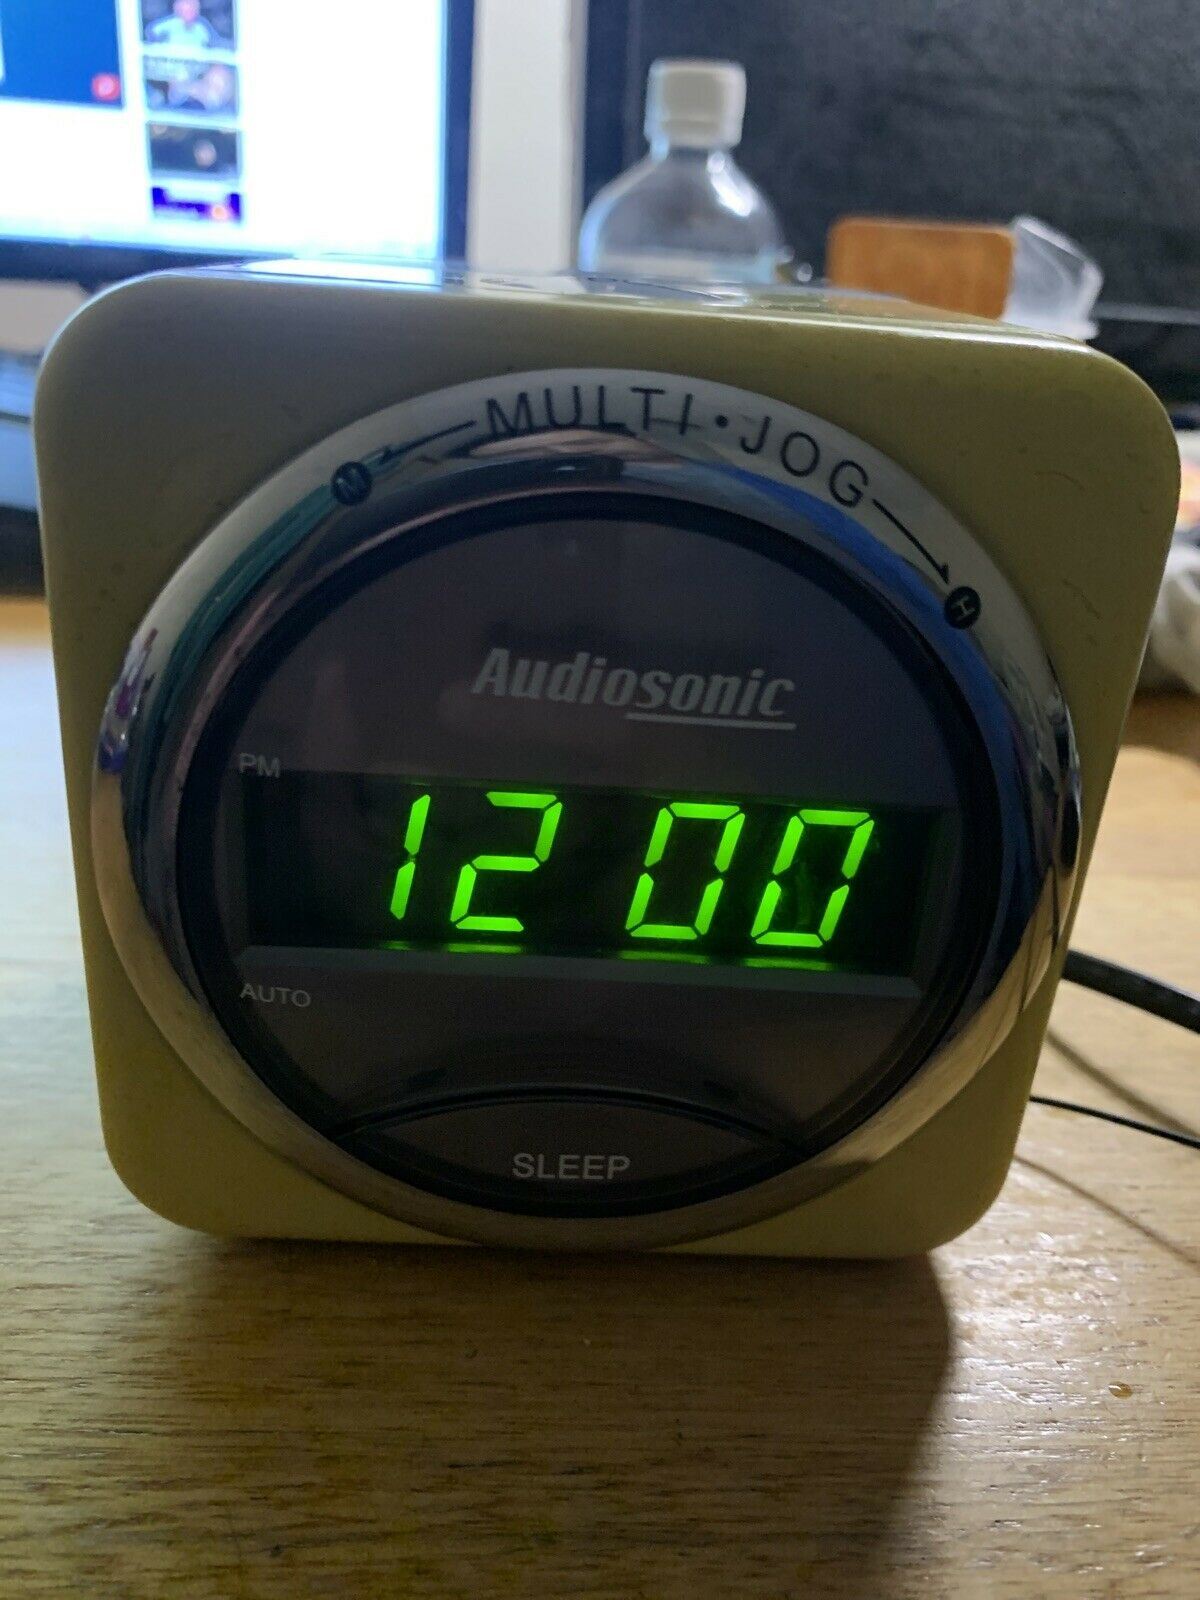 M MULTI·JOG H
Audiosonic
PM
12 00
AUTO
SLEEP